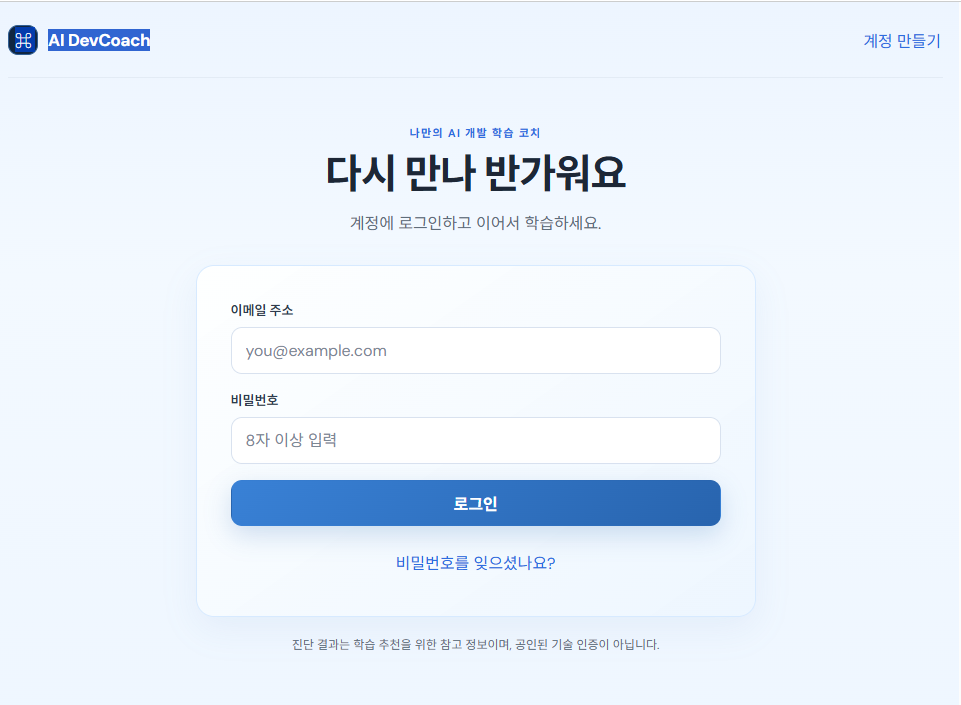 AI DevCoach
계정 만들기
나만의 AI 개발 학습 코치
다시 만나 반가워요
계정에 로그인하고 이어서 학습하세요.
이메일 주소
you@example.com
비밀번호
8자 이상 입력
로그인
비밀번호를 잊으셨나요?
진단 결과는 학습 추천을 위한 참고 정보이며, 공인된 기술 인증이 아닙니다.